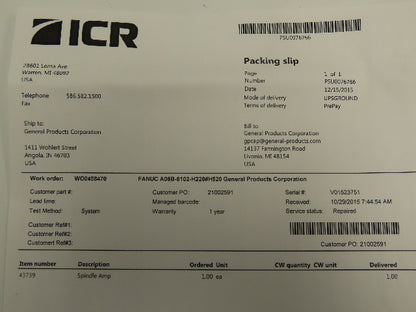 ICR
PSU0076766
28601 Lorna Ave
Warren, MI 48092
USA
Telephone 586.582.1500
Fax
Packing slip
Page 1 of 1
Number PSU0076766
Date 12/15/2015
Mode of delivery UPSGROUND
Terms of delivery PrePay
Ship to:
General Products Corporation
1411 Wohlert Street
Angola, IN 46703
USA
Bill to
General Products Corporation
gpcap@general-products.com
14137 Farmington Road
Livonia, MI 48154
USA
Work order: WO0488470 FANUC A06B-6102-H220#H520 General Products Corporation
Customer part #: Customer PO: 21002591 Serial #: V01523751
Lead time: Managed barcode: Received: 10/29/2015 7:44:54 AM
Test Method: System Warranty 1 year Service status: Repaired
Customer Ref#1:
Customer Ref#2:
Customert Ref#3: Customer PO: 21002591
Item number Description Ordered Unit CW quantity CW unit Delivered
43739 Spindle Amp 1.00 ea 1.00